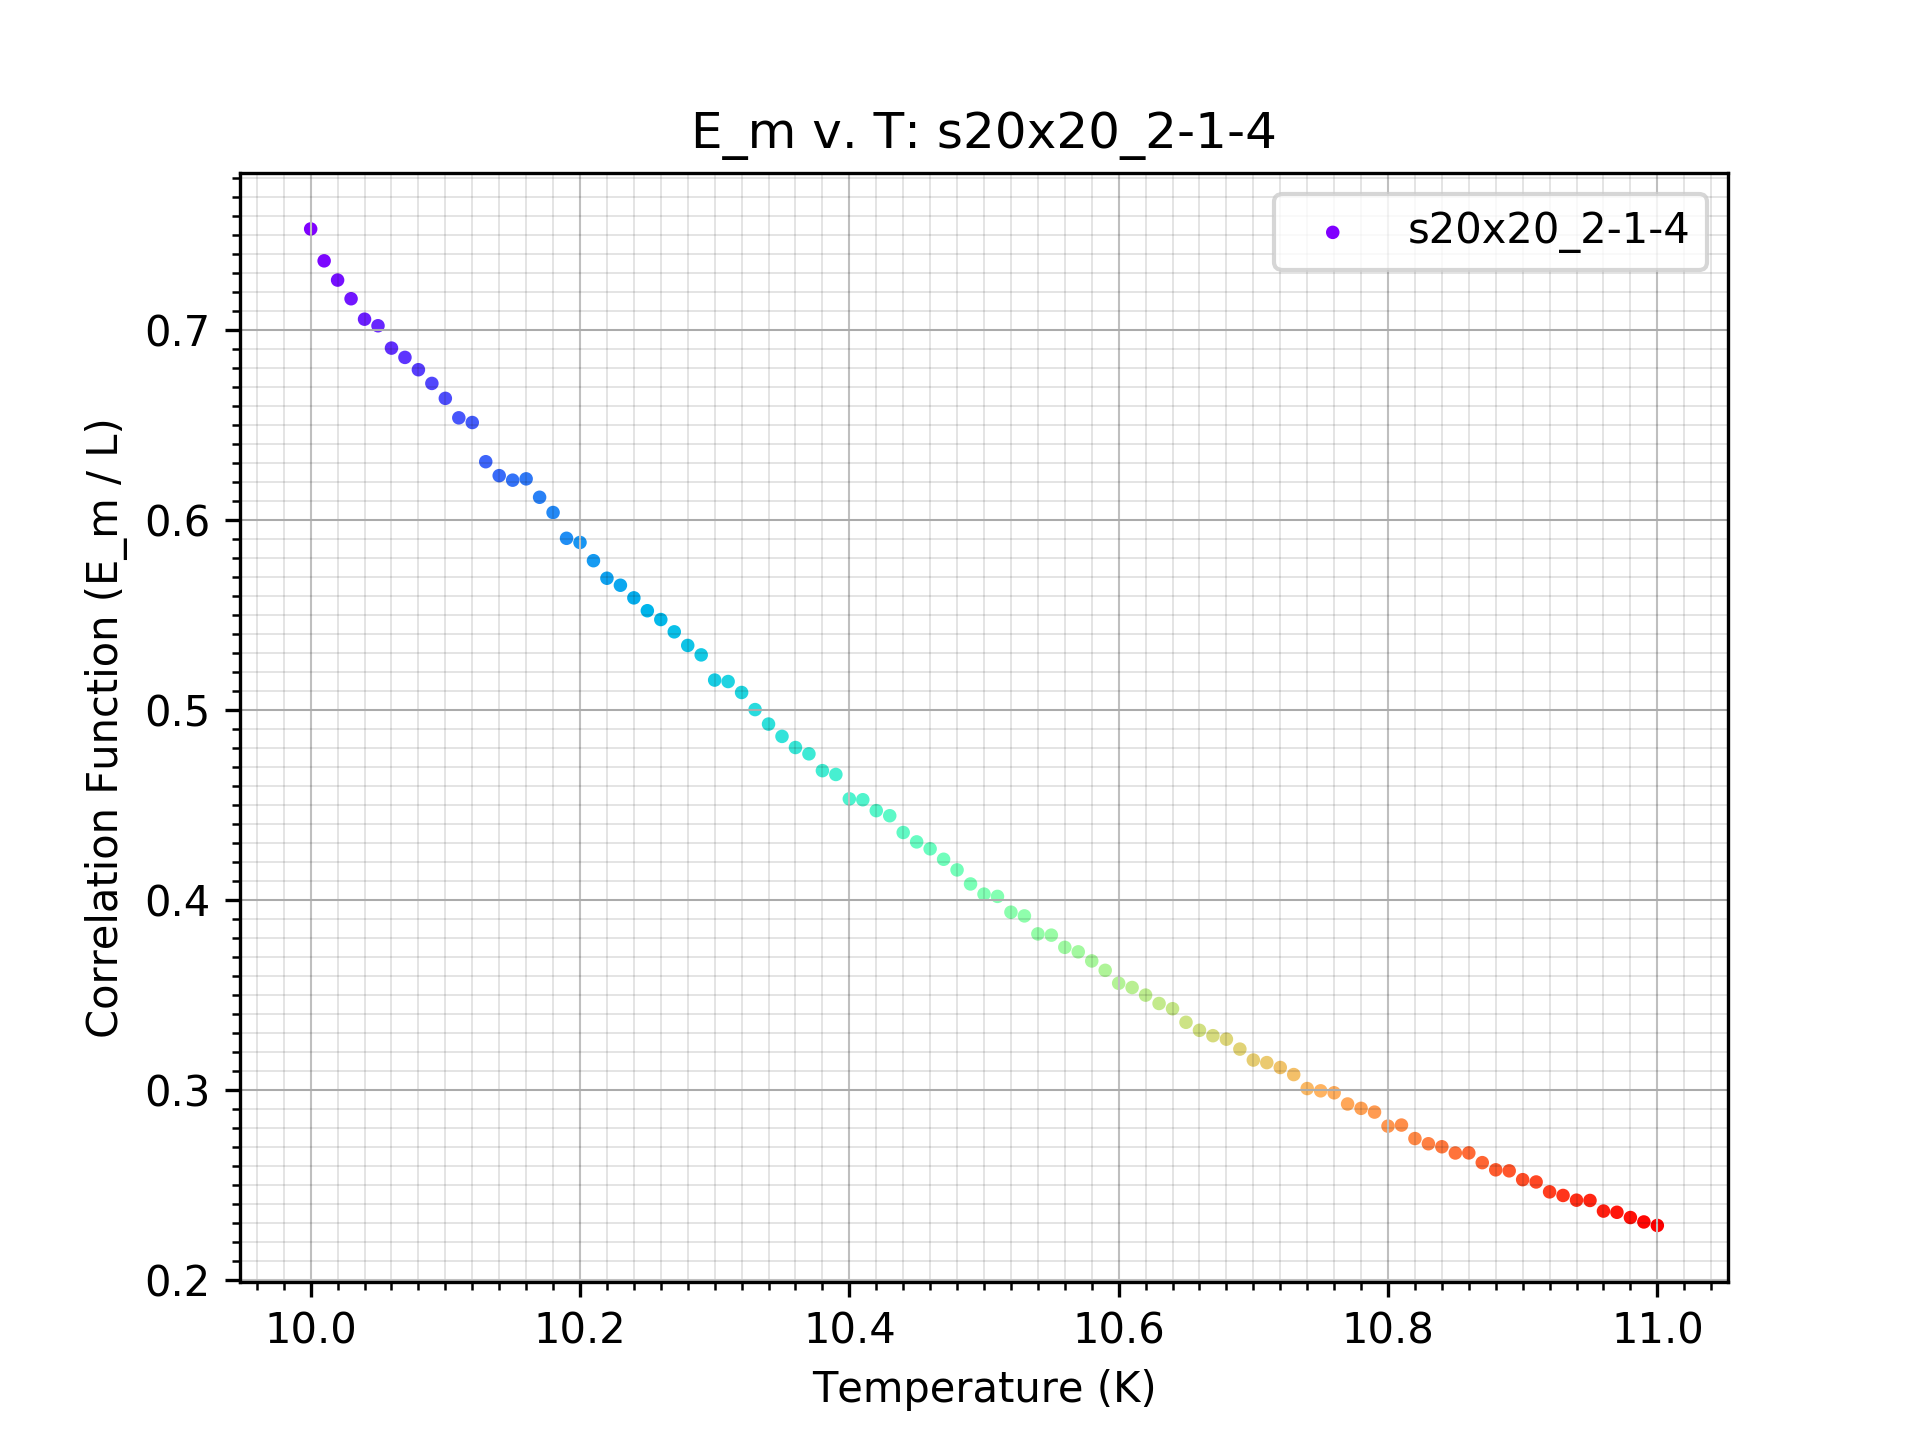 E_m v. T: s20x20_2-1-4
s20x20_2-1-4
Correlation Function (E_m / L)
0.7
0.6
0.5
0.4
0.3
0.2
10.0 10.2 10.4 10.6 10.8 11.0
Temperature (K)